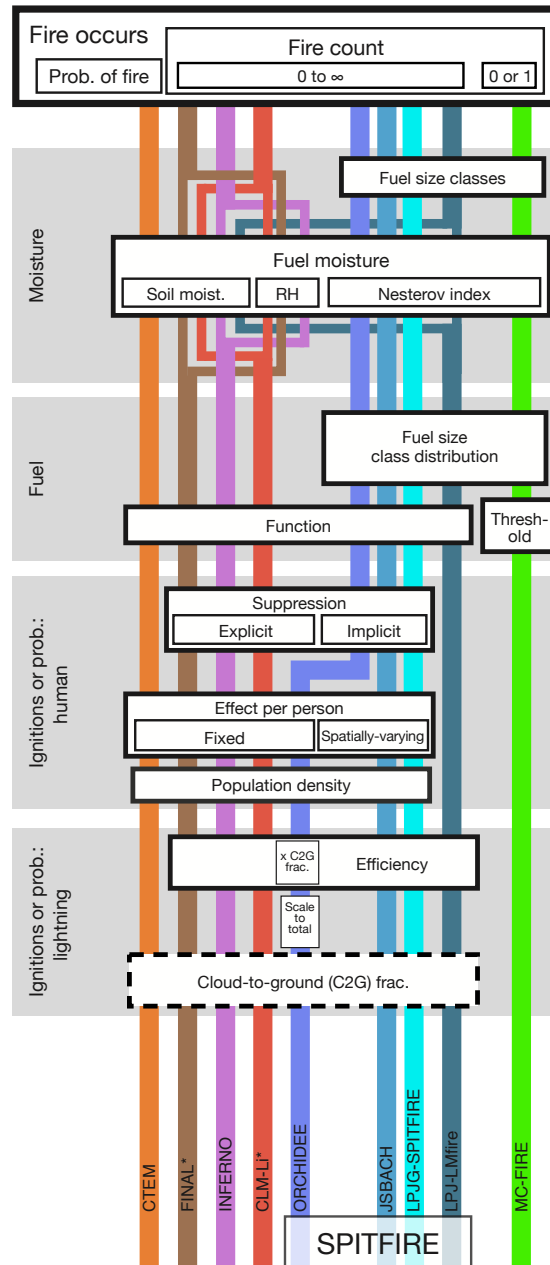 Fire occurs
Fire count
Prob. of fire
0 to ∞
0 or 1
Moisture
Fuel size classes
Fuel moisture
Soil moist.
RH
Nesterov index
Fuel
Fuel size
class distribution
Function
Thresh-
old
Ignitions or prob.:
human
Suppression
Explicit
Implicit
Effect per person
Fixed
Spatially-varying
Population density
Ignitions or prob.:
lightning
x C2G
frac.
Efficiency
Scale
to
total
Cloud-to-ground (C2G) frac.
CTEM
FINAL*
INFERNO
CLM-Li*
ORCHIDEE
JSBACH
LPJG-SPITFIRE
LPJ-LMfire
MC-FIRE
SPITFIRE